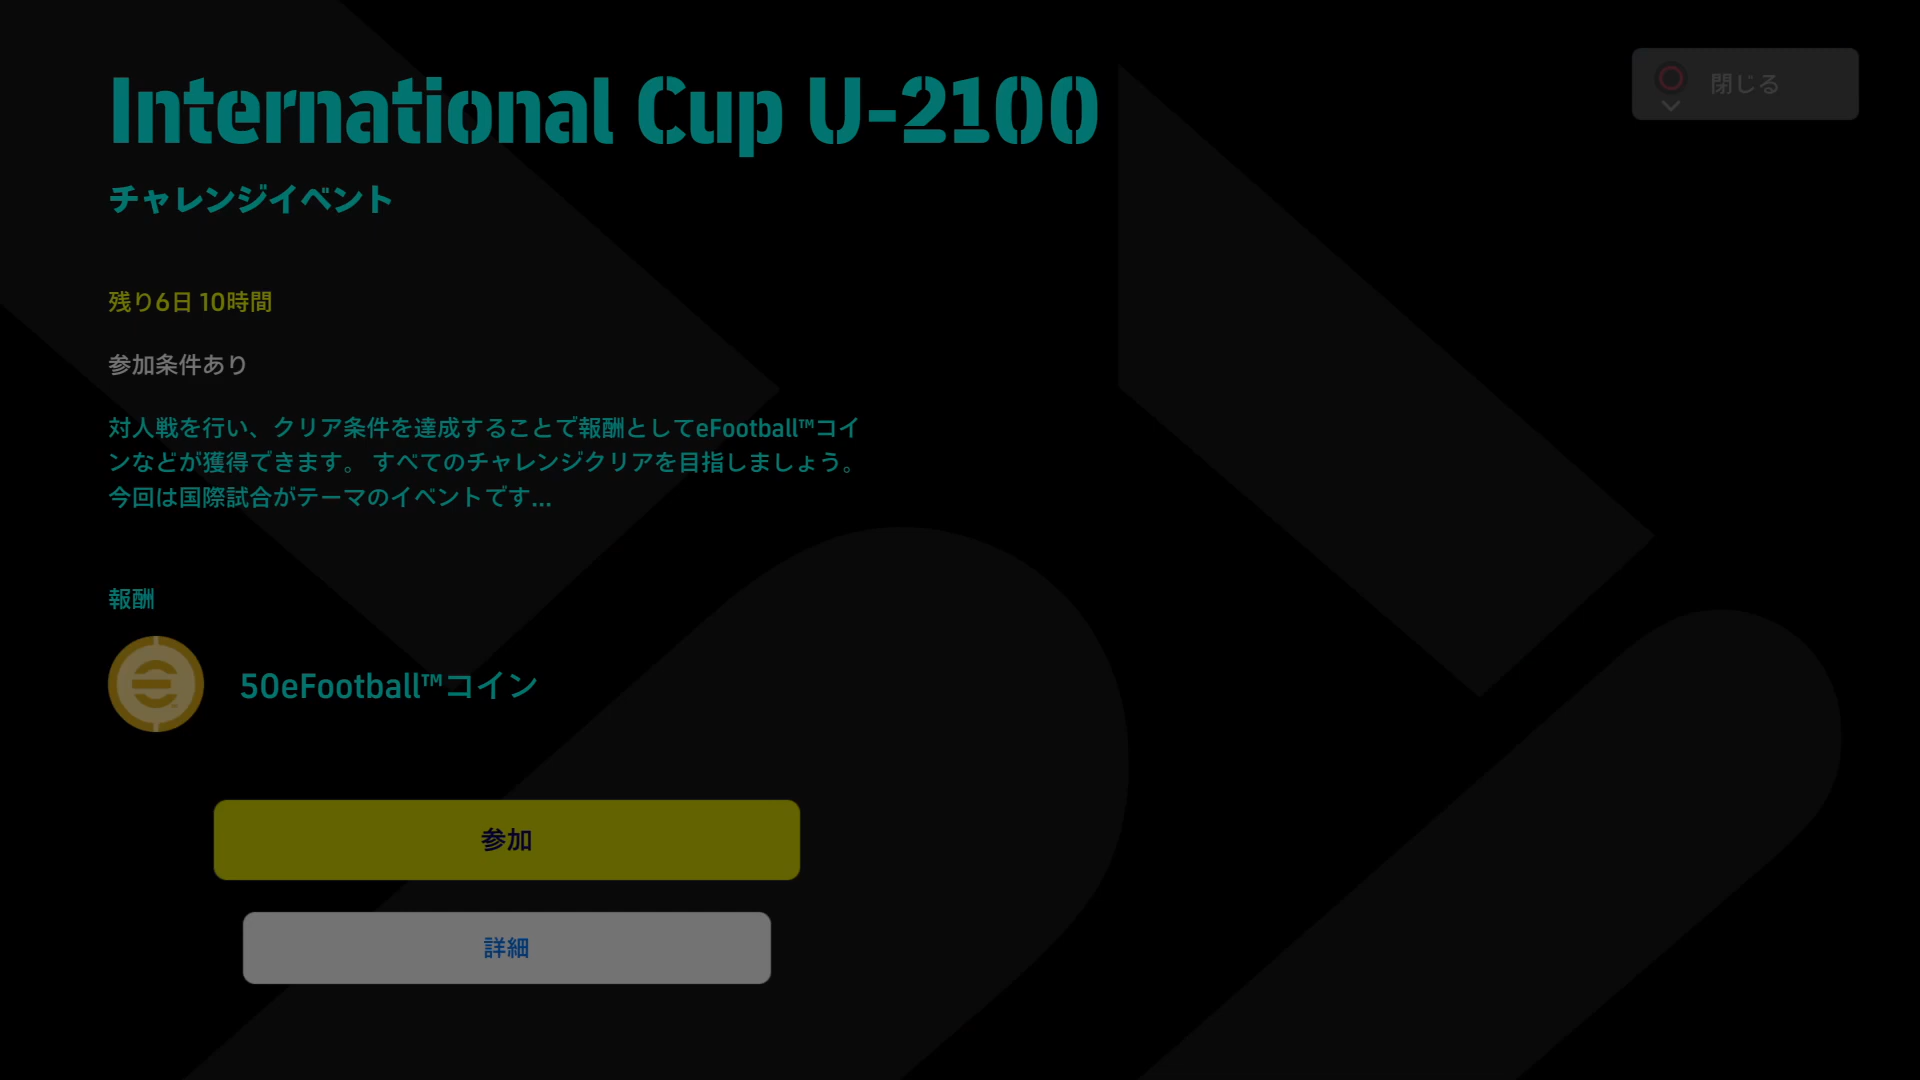 International Cup U-2100
閉じる
チャレンジイベント
残り6日 10時間
参加条件あり
対人戦を行い、クリア条件を達成することで報酬としてeFootball™コイ
ンなどが獲得できます。 すべてのチャレンジクリアを目指しましょう。
今回は国際試合がテーマのイベントです...
報酬
50eFootball™コイン
参加
詳細